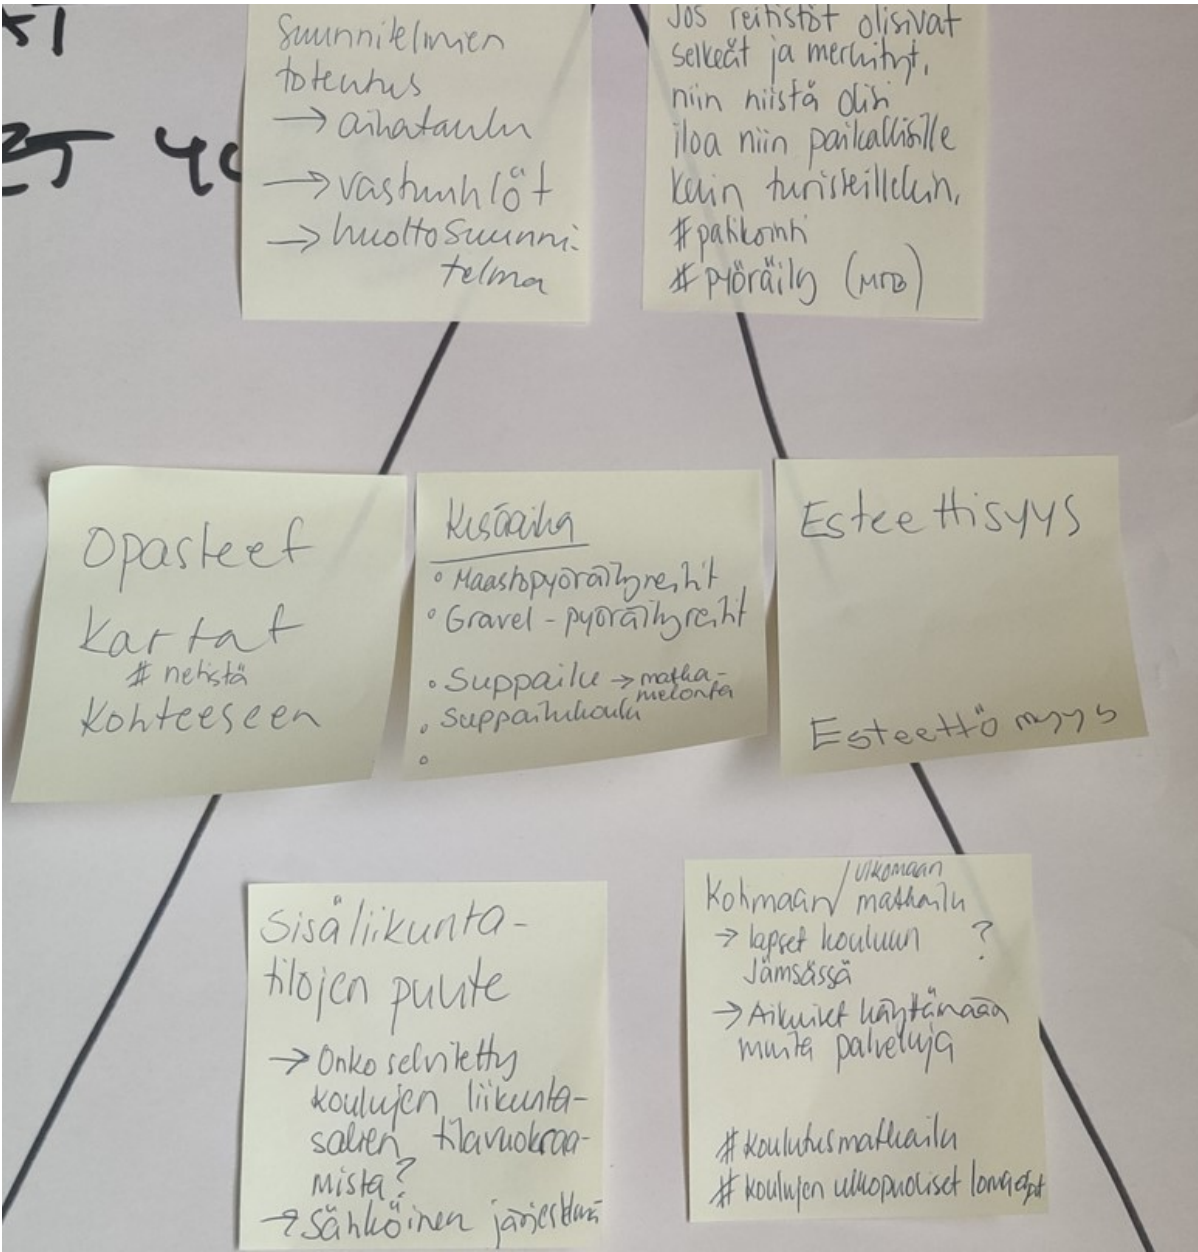 Suunnitelmien
toteutus
→ aikataulu
→ vastuuhlöt
→ huoltosuunni-
telma
Jos reitistöt olisivat
selkeät ja merkityt,
niin niistä olisi
iloa niin paikallisille
kuin turisteillekin.
#patikointi
#pyöräily (MTB)
Opasteet
Kartat
# netistä
Kohteeseen
Kesäaika
• Maastopyöräilyreitit
• Gravel-pyöräilyreitit
• Suppailu → matka-
melonta
• Suppailukoulu
Esteettisyys
Esteettömyys
Sisäliikunta-
tilojen puute
→ Onko selvitetty
koulujen liikunta-
salien tilavuokraa-
mista?
→ Sähköinen järjestelmä
Kotimaan/ulkomaan
matkailu
→ lapset kouluun ?
Jämsässä
→ Aikuiset käyttämään
muita palveluja
#koulutusmatkailu
#koulujen ulkopuoliset